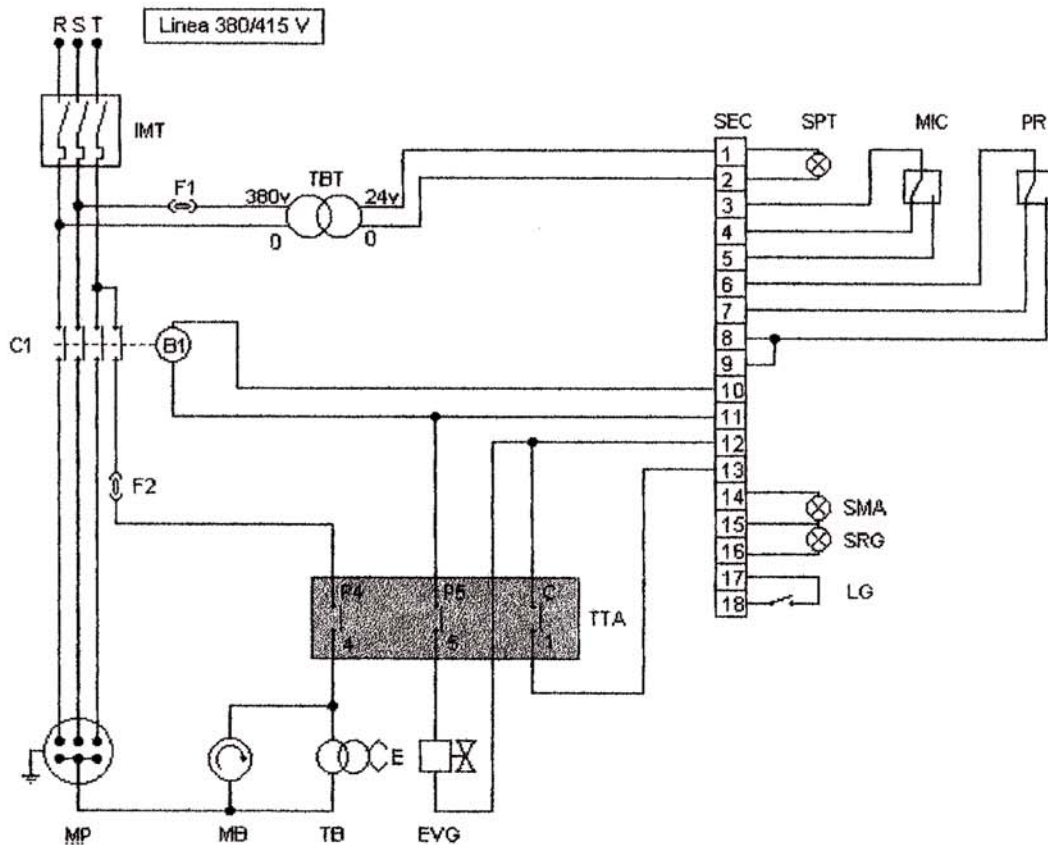 R S T
Linea 380/415 V
IMT
SEC SPT MIC PR
F1
380v
TBT
24v
0
0
1
2
3
4
5
6
7
8
9
10
11
12
13
14
15
16
17
18
C1
B1
F2
SMA
SRG
LG
P4 P5 C
TTA
4 5 1
E
MP MB TB EVG